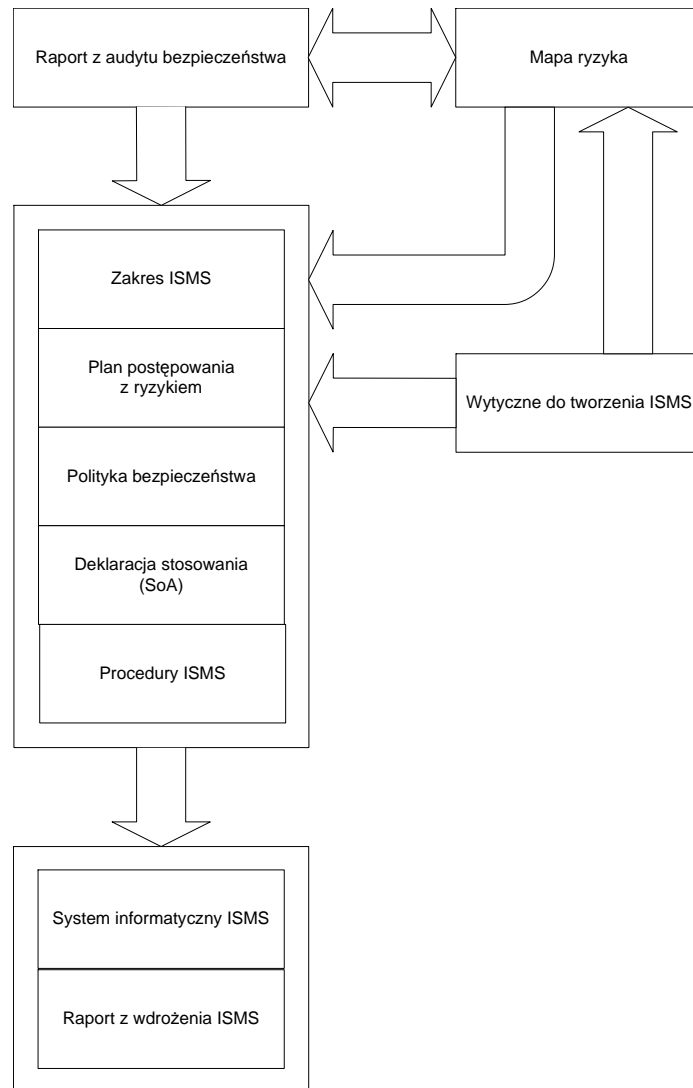 Raport z audytu bezpieczeństwa
Mapa ryzyka
Zakres ISMS
Plan postępowania
z ryzykiem
Wytyczne do tworzenia ISMS
Polityka bezpieczeństwa
Deklaracja stosowania
(SoA)
Procedury ISMS
System informatyczny ISMS
Raport z wdrożenia ISMS